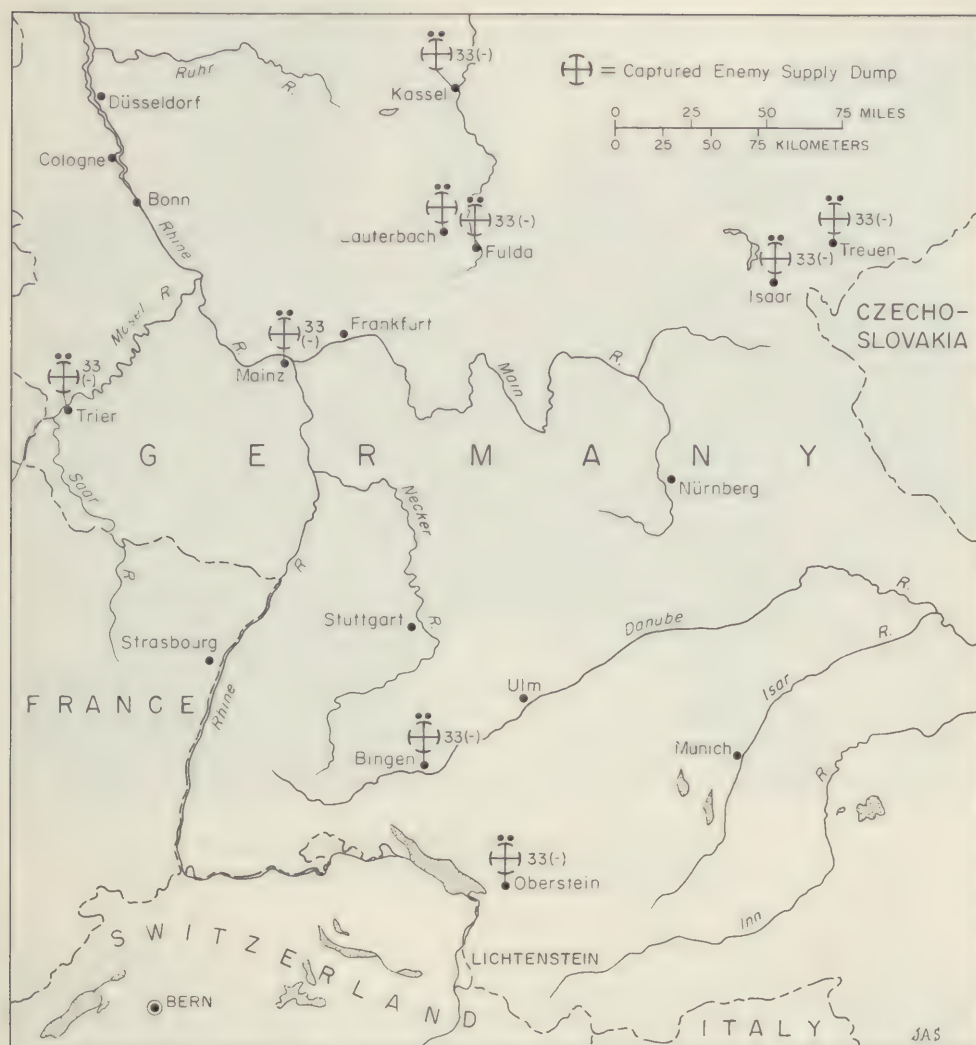 Ruhr
R.
33(-)
Kassel
= Captured Enemy Supply Dump
0 25 50 75 MILES
0 25 50 75 KILOMETERS
Düsseldorf
Cologne
Bonn
Rhine
Lauterbach
33(-)
Fulda
33(-)
Treuen
33(-)
Isaar
CZECHO-
SLOVAKIA
Mosel
R.
R.
33
(-)
Mainz
Frankfurt
Main
R.
33
(-)
Trier
GERMANY
Saar
R
Necker
R.
Nürnberg
R
Stuttgart
Strasbourg
Rhine
FRANCE
Danube
R.
Isar
R.
Ulm
33(-)
Bingen
Munich
R
P
33(-)
Oberstein
Inn
SWITZERLAND
LICHTENSTEIN
BERN
ITALY
JAS